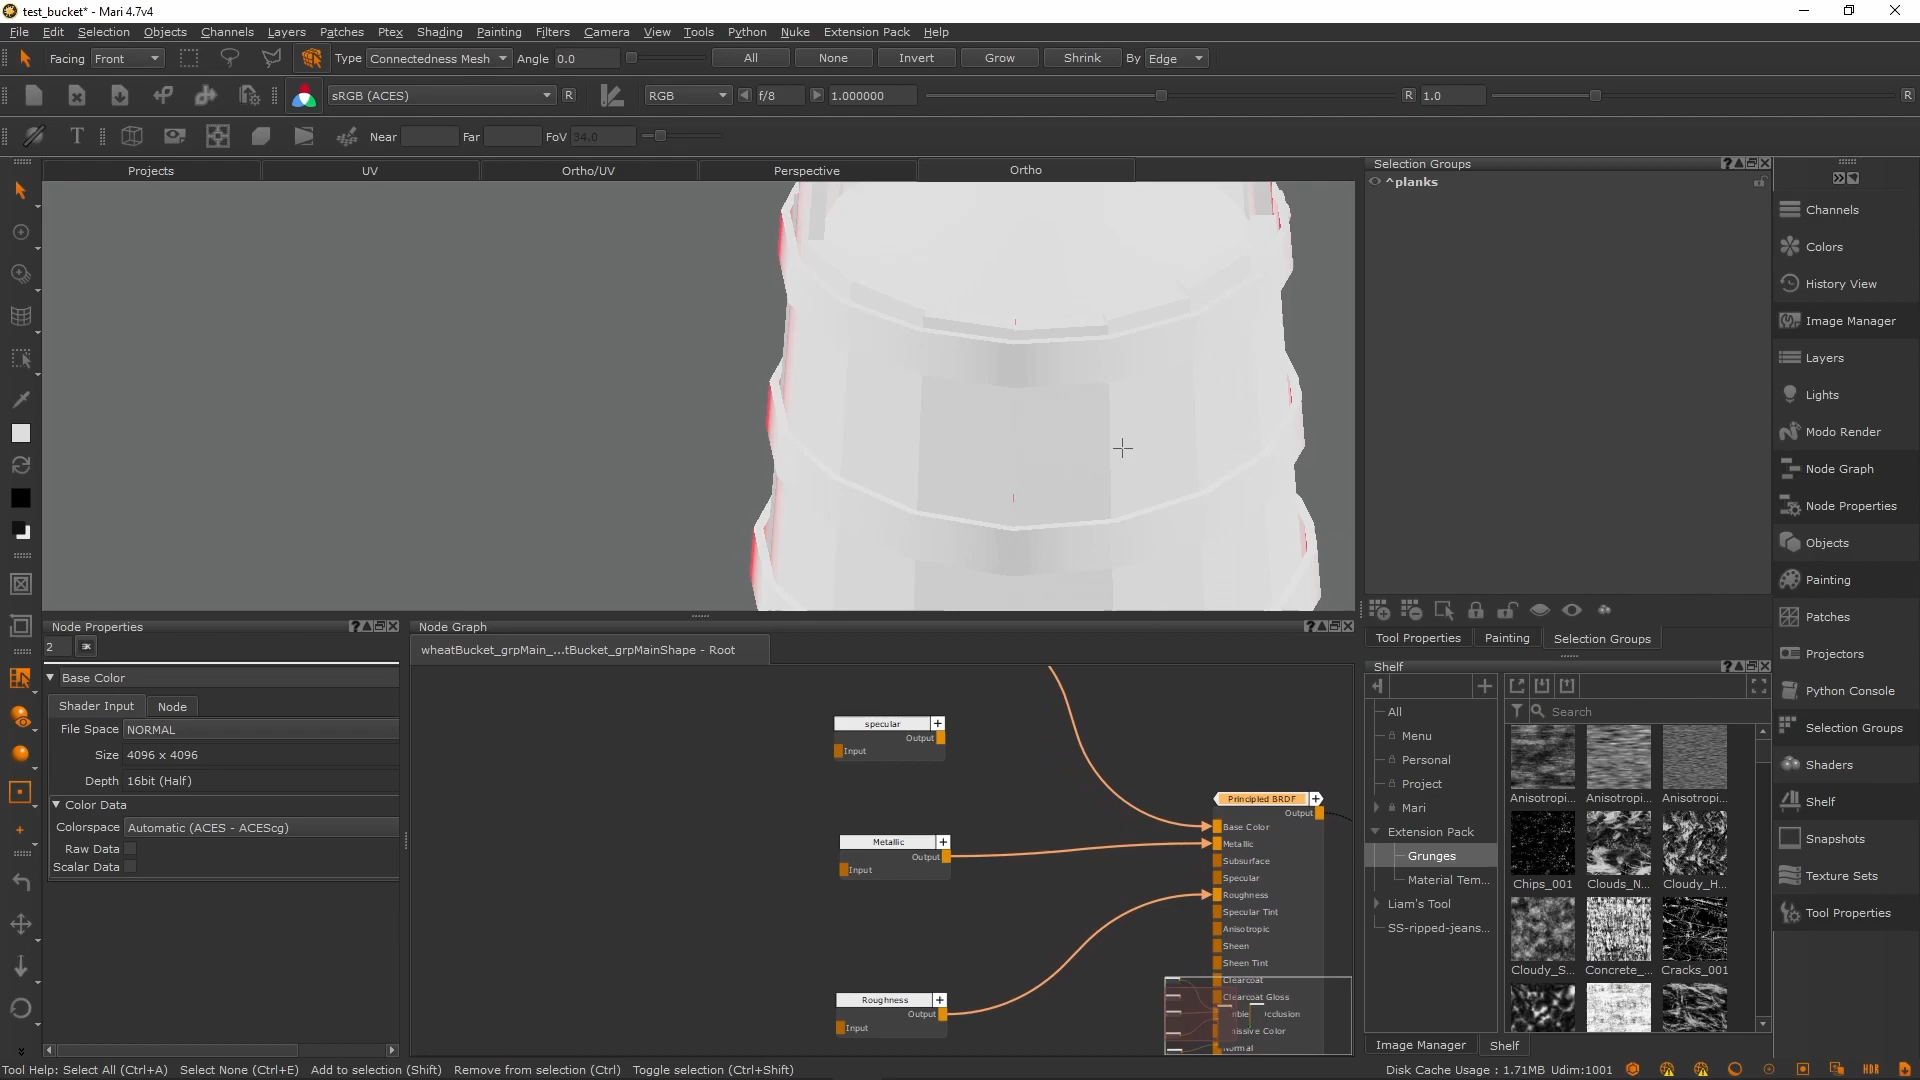 test_bucket* - Mari 4.7v4
File Edit Selection Objects Channels Layers Patches Ptex Shading Painting Filters Camera View Tools Python Nuke Extension Pack Help
Facing Front Type Connectedness Mesh Angle 0.0 All None Invert Grow Shrink By Edge
sRGB (ACES) R RGB f/8 1.000000 R 1.0 R
Near Far FoV 34.0
Projects UV Ortho/UV Perspective Ortho
Selection Groups
^planks
Channels
Colors
History View
Image Manager
Layers
Lights
Modo Render
Node Graph
Node Properties
Objects
Painting
Patches
Projectors
Python Console
Selection Groups
Shaders
Shelf
Snapshots
Texture Sets
Tool Properties
Tool Properties Painting Selection Groups
Node Properties
2
Base Color
Shader Input Node
File Space NORMAL
Size 4096 x 4096
Depth 16bit (Half)
Color Data
Colorspace Automatic (ACES - ACEScg)
Raw Data
Scalar Data
Node Graph
wheatBucket_grpMain_...tBucket_grpMainShape - Root
specular +
Output
Input
Metallic +
Output
Input
Roughness +
Output
Input
Principled BRDF +
Output
Base Color
Metallic
Subsurface
Specular
Roughness
Specular Tint
Anisotropic
Sheen
Sheen Tint
Clearcoat
Clearcoat Gloss
Shelf
Search
All
Menu
Personal
Project
Mari
Extension Pack
Grunges
Material Tem...
Liam's Tool
SS-ripped-jeans...
Anisotropi... Anisotropi... Anisotropi...
Chips_001 Clouds_N... Cloudy_H...
Cloudy_S... Concrete_... Cracks_001
Image Manager Shelf
Tool Help: Select All (Ctrl+A) Select None (Ctrl+E) Add to selection (Shift) Remove from selection (Ctrl) Toggle selection (Ctrl+Shift)
Disk Cache Usage : 1.71MB Udim:1001 HDR